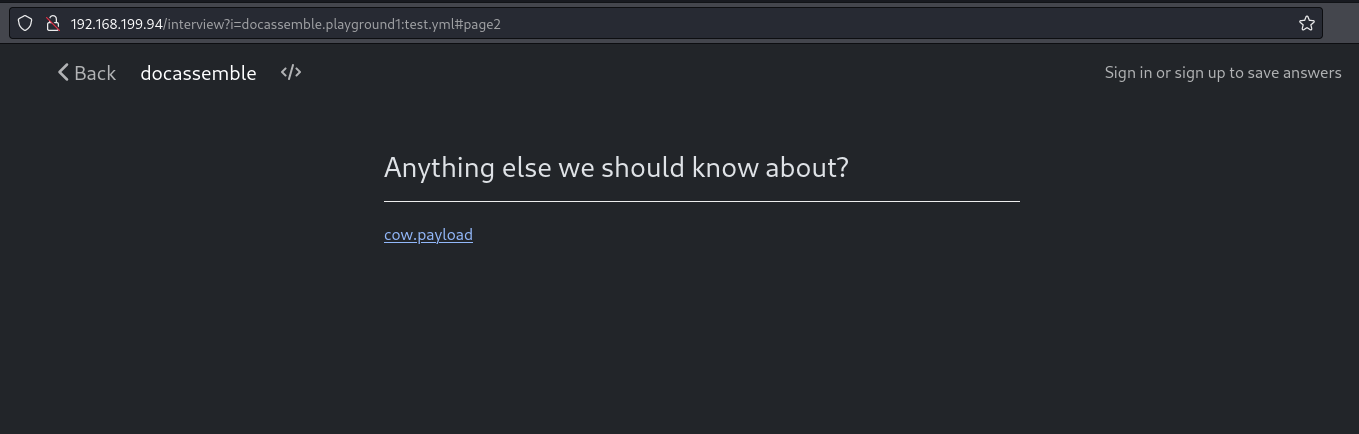 192.168.199.94/interview?i=docassemble.playground1:test.yml#page2
Back docassemble </> Sign in or sign up to save answers
Anything else we should know about?
cow.payload